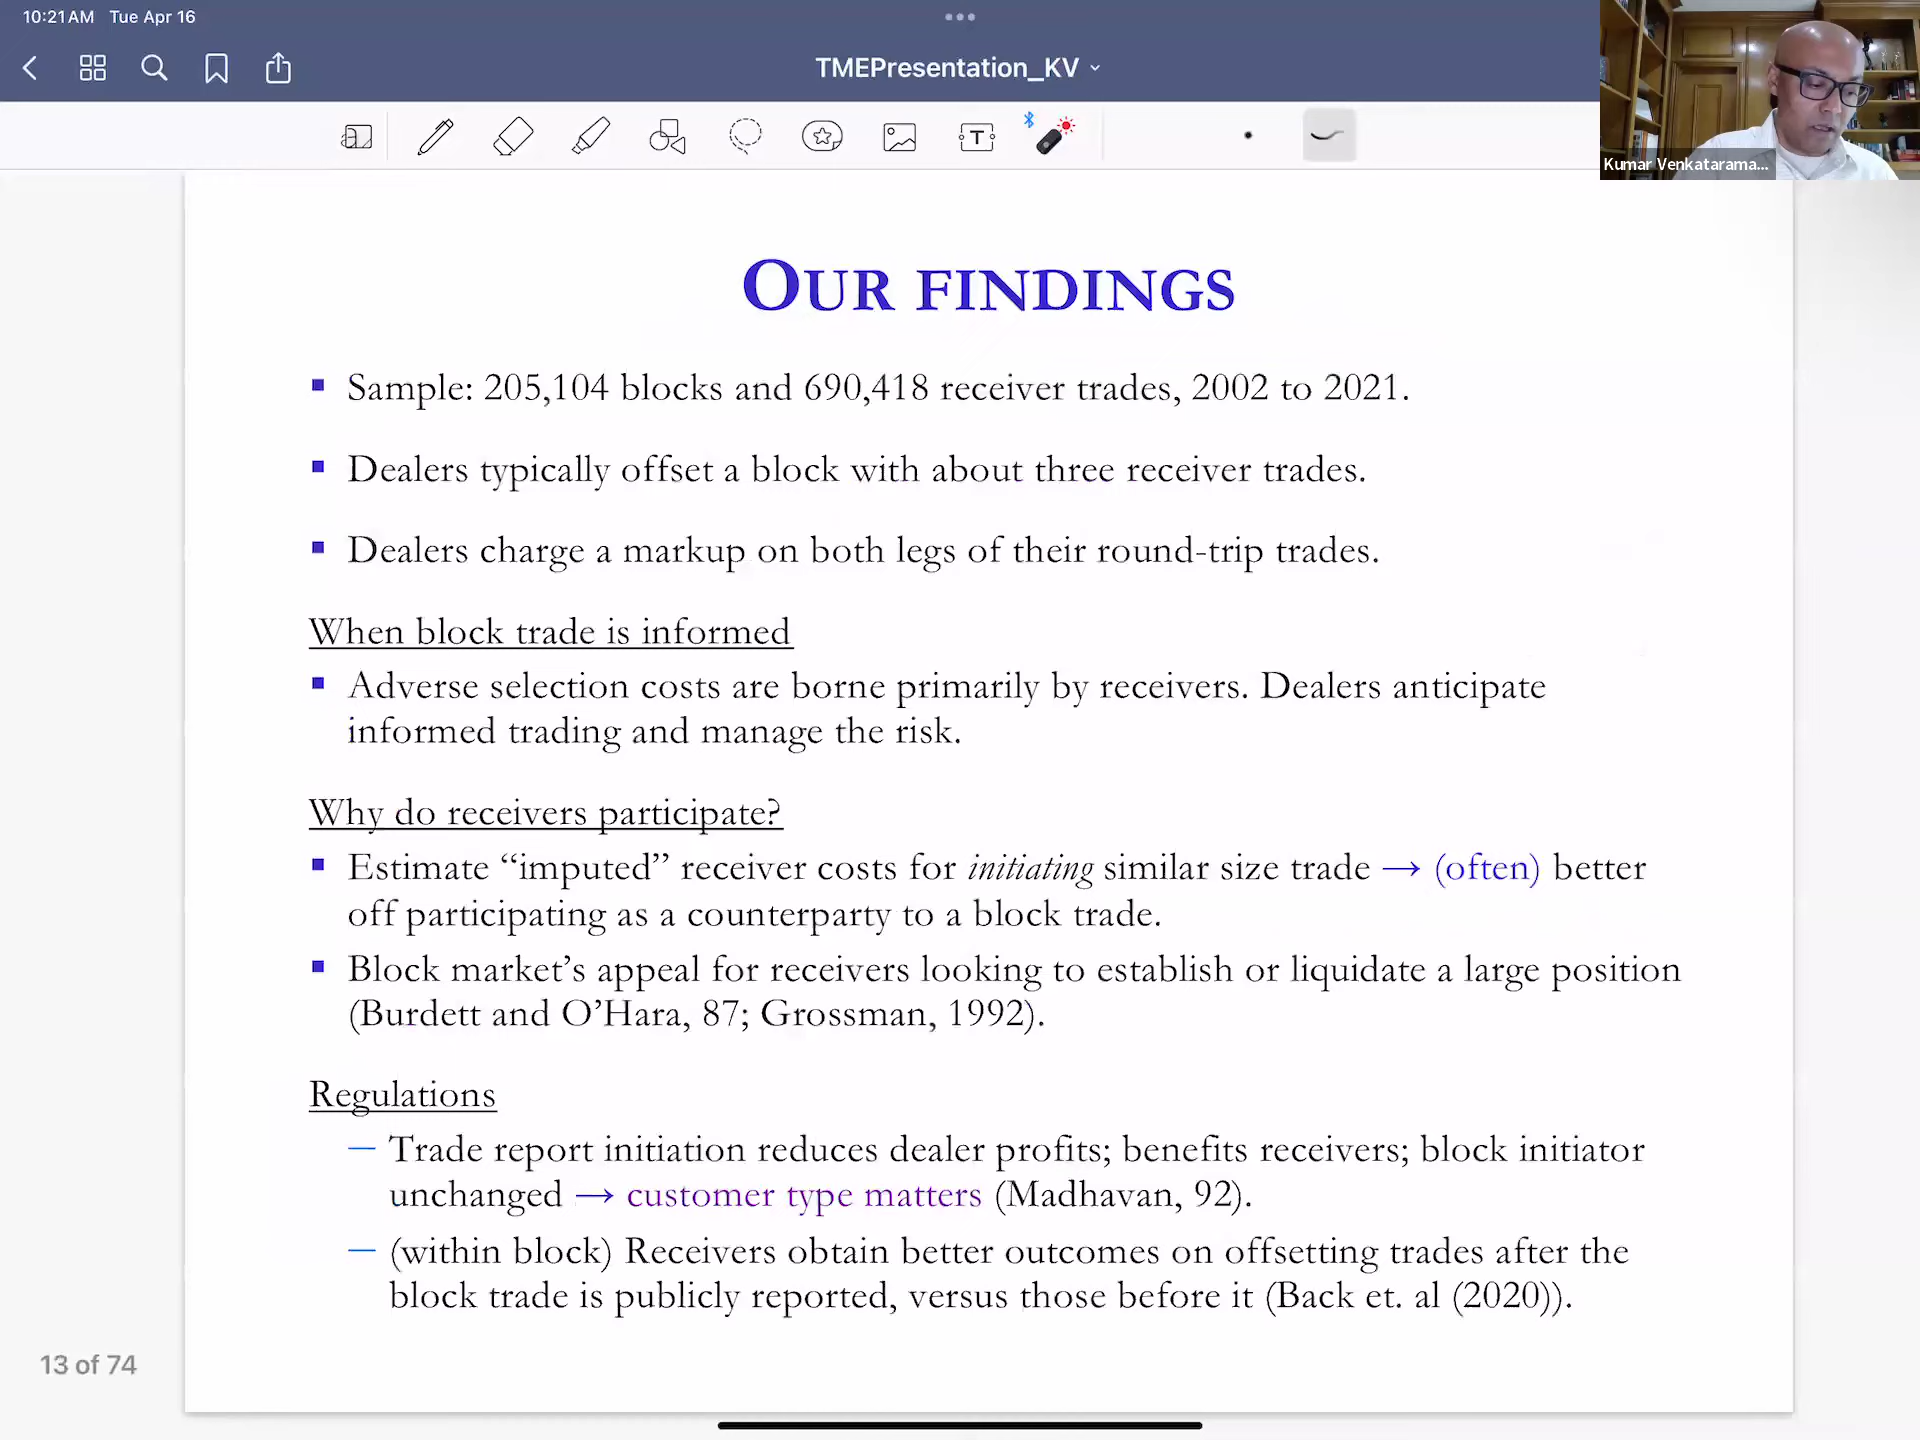 10:21AM Tue Apr 16
TMEPresentation_KV
T
Kumar Venkatarama...
OUR FINDINGS
▪ Sample: 205,104 blocks and 690,418 receiver trades, 2002 to 2021.
▪ Dealers typically offset a block with about three receiver trades.
▪ Dealers charge a markup on both legs of their round-trip trades.
When block trade is informed
▪ Adverse selection costs are borne primarily by receivers. Dealers anticipate
informed trading and manage the risk.
Why do receivers participate?
▪ Estimate “imputed” receiver costs for initiating similar size trade → (often) better
off participating as a counterparty to a block trade.
▪ Block market’s appeal for receivers looking to establish or liquidate a large position
(Burdett and O’Hara, 87; Grossman, 1992).
Regulations
— Trade report initiation reduces dealer profits; benefits receivers; block initiator
unchanged → customer type matters (Madhavan, 92).
— (within block) Receivers obtain better outcomes on offsetting trades after the
block trade is publicly reported, versus those before it (Back et. al (2020)).
13 of 74